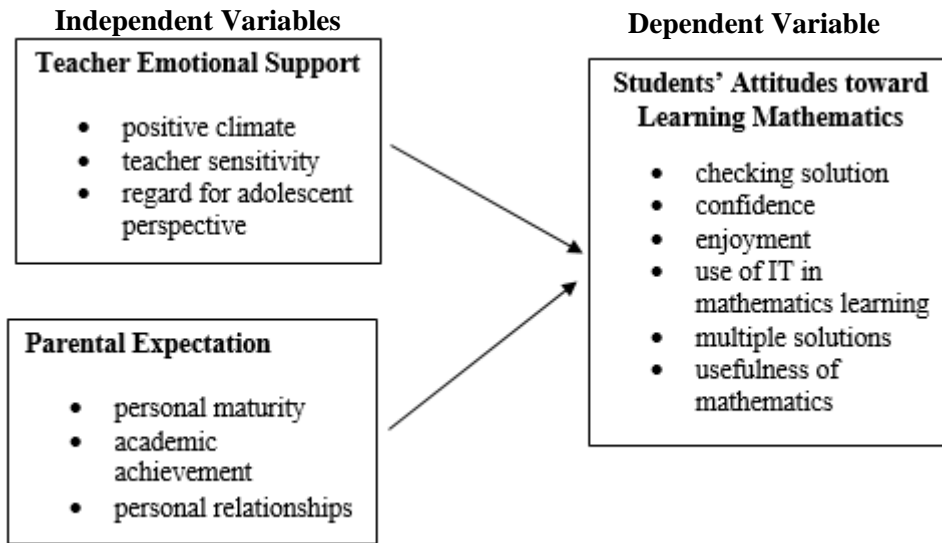 Independent Variables
Teacher Emotional Support
• positive climate
• teacher sensitivity
• regard for adolescent
perspective
Parental Expectation
• personal maturity
• academic
achievement
• personal relationships
Dependent Variable
Students’ Attitudes toward
Learning Mathematics
• checking solution
• confidence
• enjoyment
• use of IT in
mathematics learning
• multiple solutions
• usefulness of
mathematics